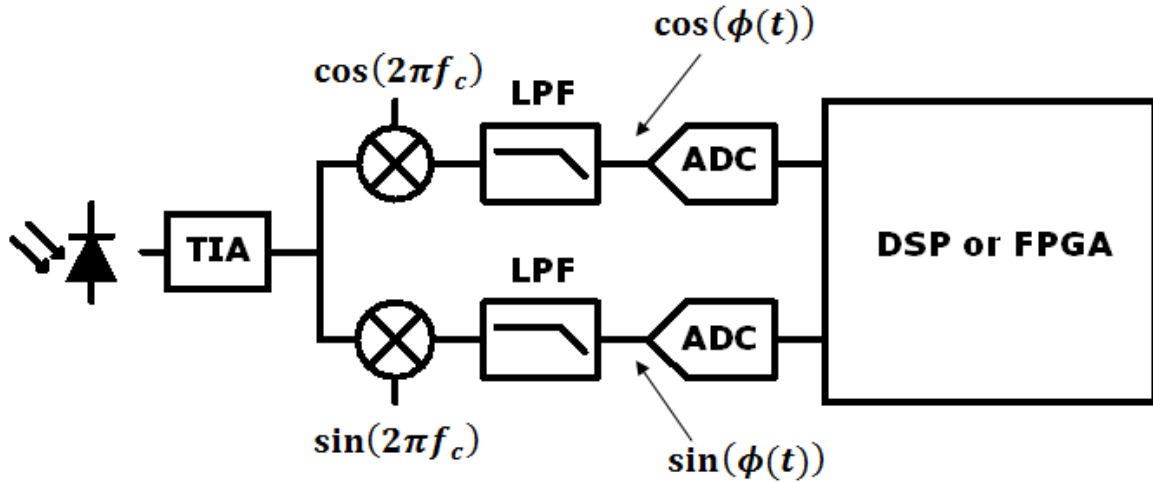 cos(ϕ(t))
cos(2πf_c)
LPF
ADC
TIA
DSP or FPGA
LPF
ADC
sin(2πf_c)
sin(ϕ(t))